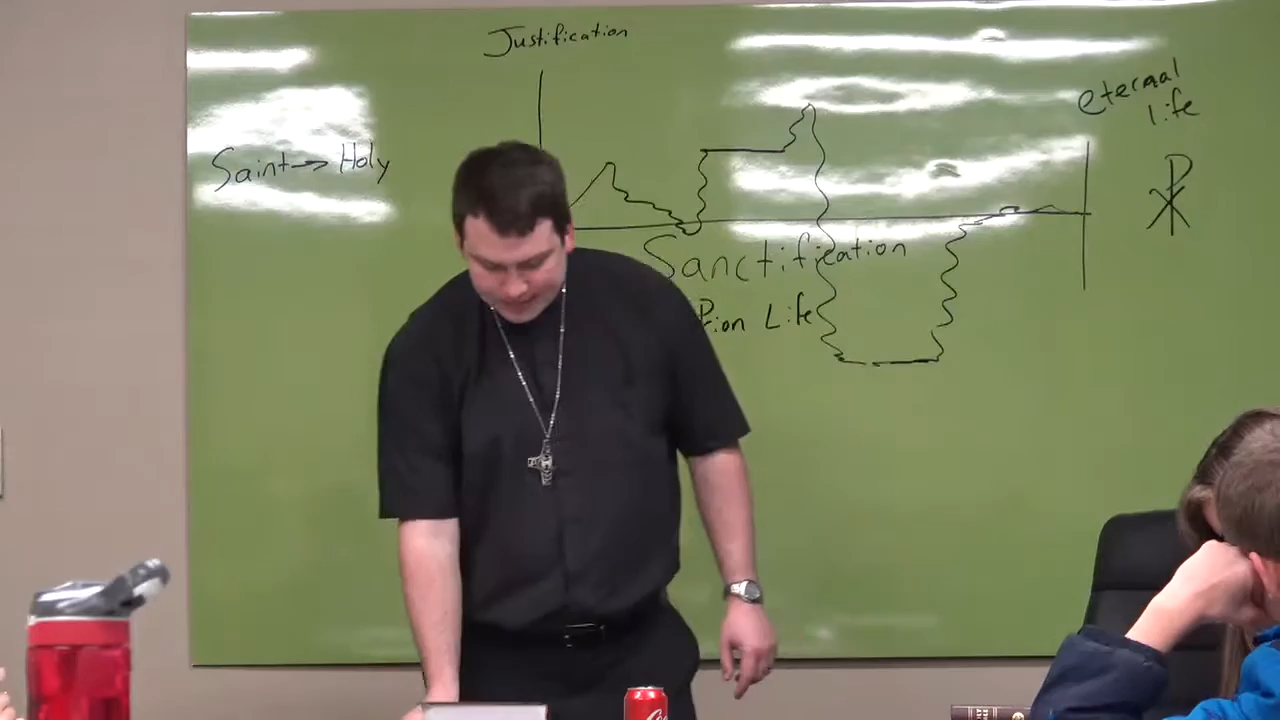 Justification
eternal
life
Saint → Holy
Sanctification
Life